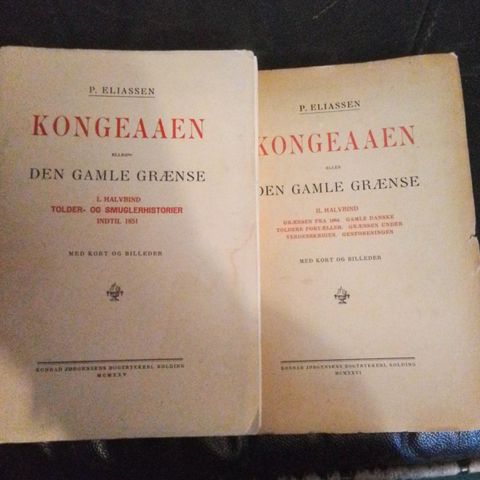 P. ELIASSEN
KONGEAAEN
ELLER
DEN GAMLE GRÆNSE
I. HALVBIND
TOLDER- OG SMUGLERHISTORIER
INDTIL 1851
MED KORT OG BILLEDER
KONRAD JØRGENSENS BOGTRYKKERI, KOLDING
MCMXXV
P. ELIASSEN
KONGEAAEN
ELLER
DEN GAMLE GRÆNSE
II. HALVBIND
GRÆNSEN FRA 1864 GAMLE DANSKE
TOLDERE FORTÆLLER. GRÆNSEN UNDER
VERDENSKRIGEN GENFORENINGEN
MED KORT OG BILLEDER
KONRAD JØRGENSENS BOGTRYKKERI, KOLDING
MCMXXVI